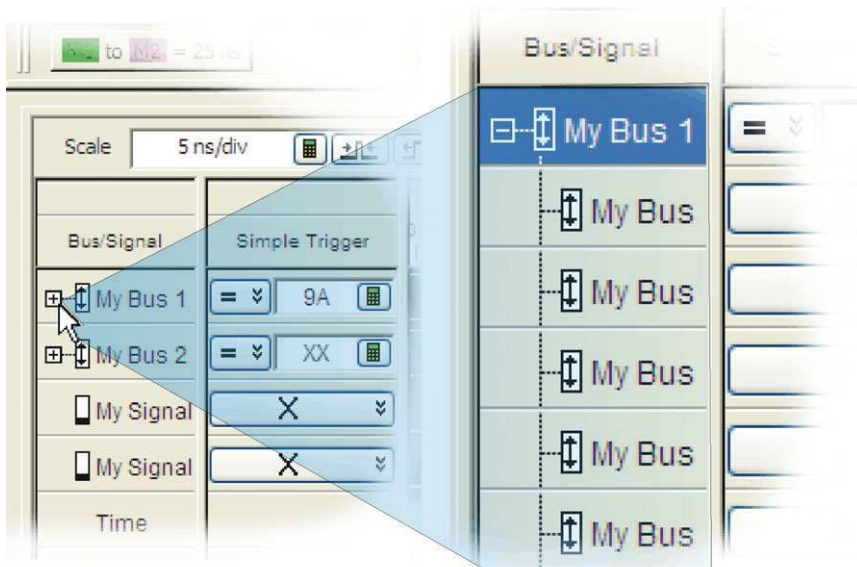 to M2 = 25 ns
Scale 5 ns/div
Bus/Signal Simple Trigger
My Bus 1 = 9A
My Bus 2 = XX
My Signal X
My Signal X
Time
Bus/Signal
My Bus 1 =
My Bus
My Bus
My Bus
My Bus
My Bus